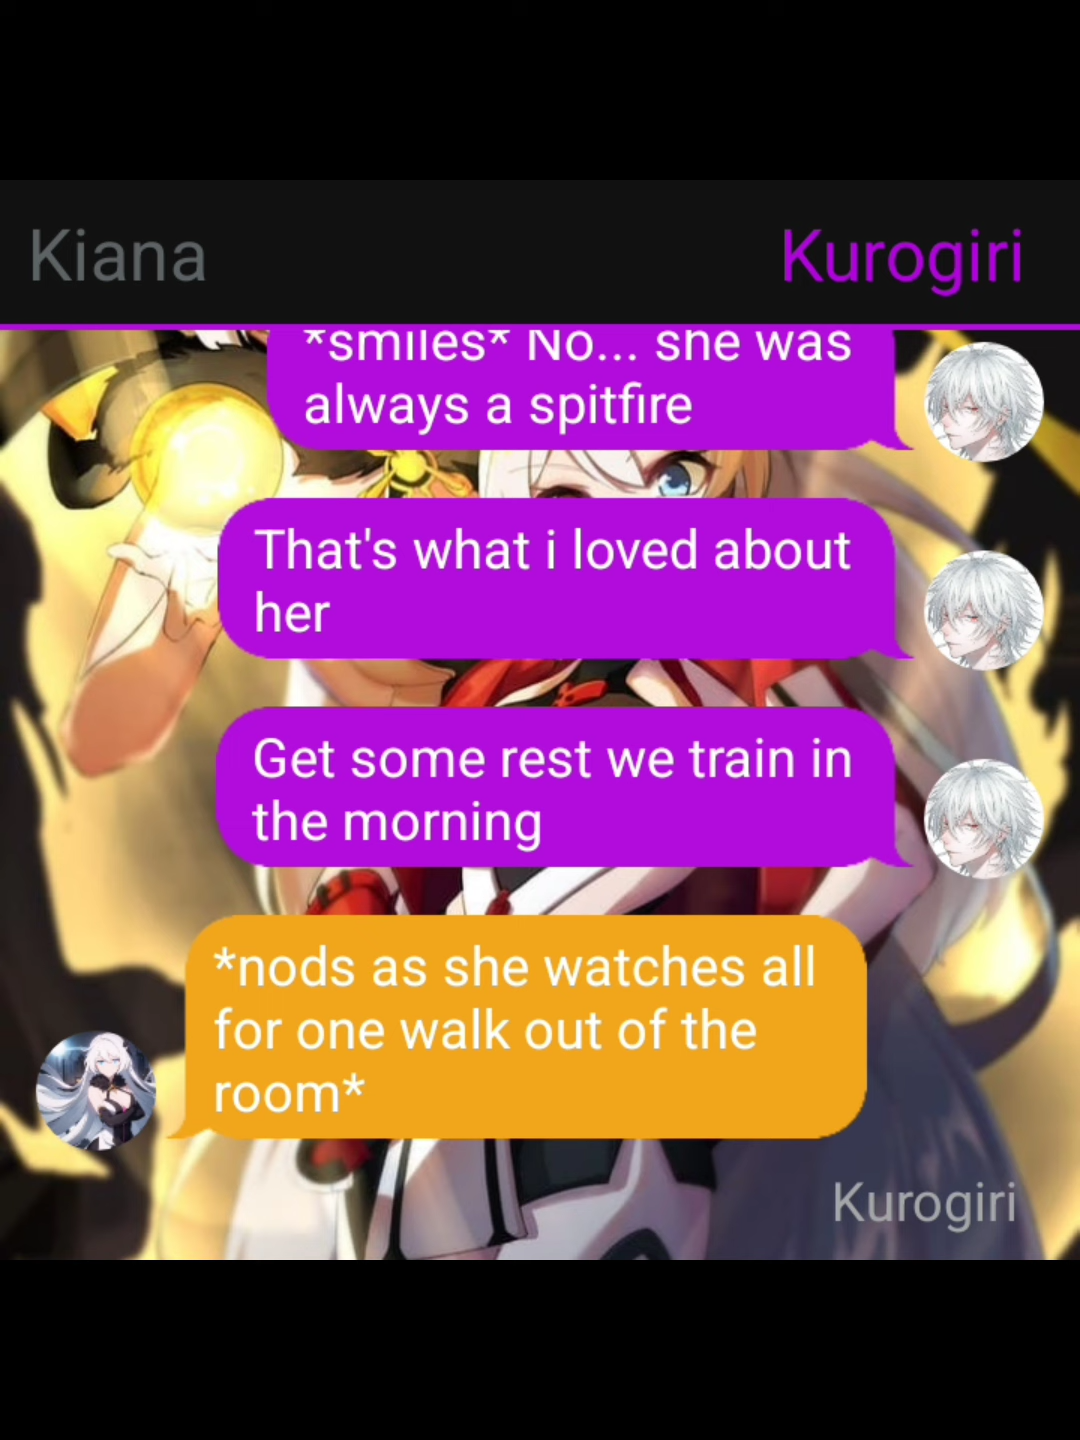 Kiana
Kurogiri
*smiles* No... she was
always a spitfire
That's what i loved about
her
Get some rest we train in
the morning
*nods as she watches all
for one walk out of the
room*
Kurogiri